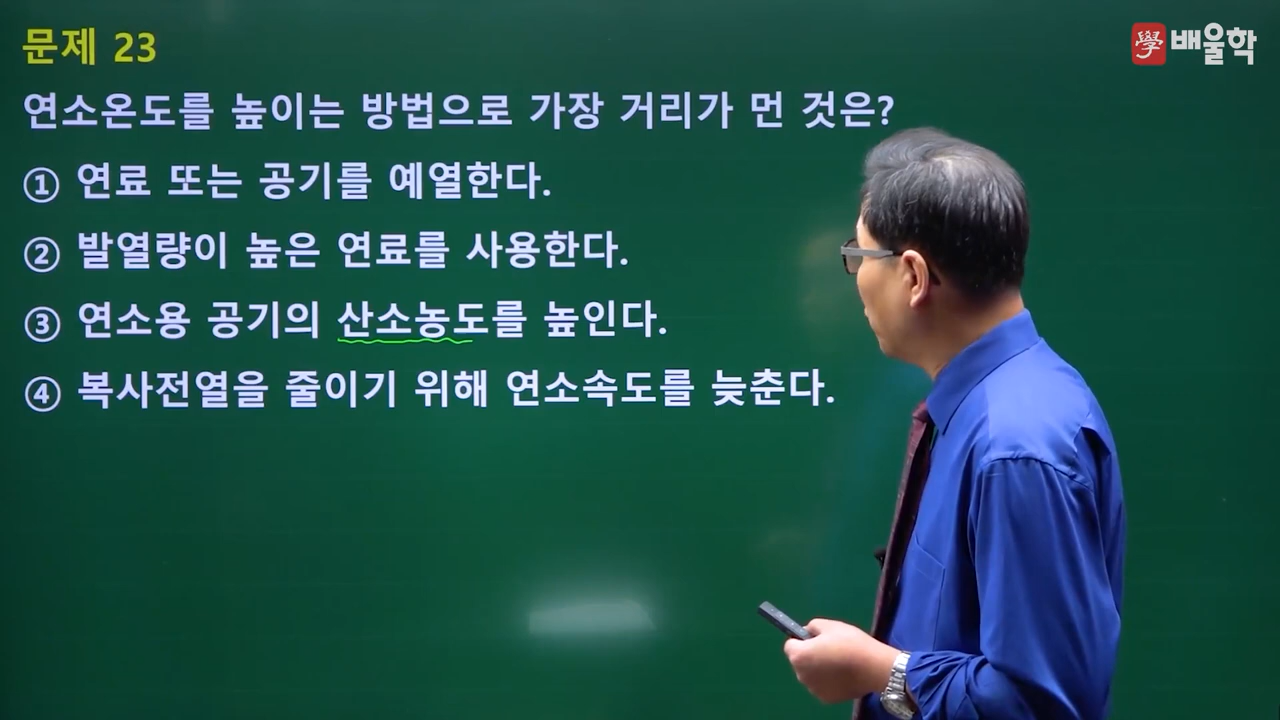 문제 23
學 배울학
연소온도를 높이는 방법으로 가장 거리가 먼 것은?
① 연료 또는 공기를 예열한다.
② 발열량이 높은 연료를 사용한다.
③ 연소용 공기의 산소농도를 높인다.
④ 복사전열을 줄이기 위해 연소속도를 늦춘다.